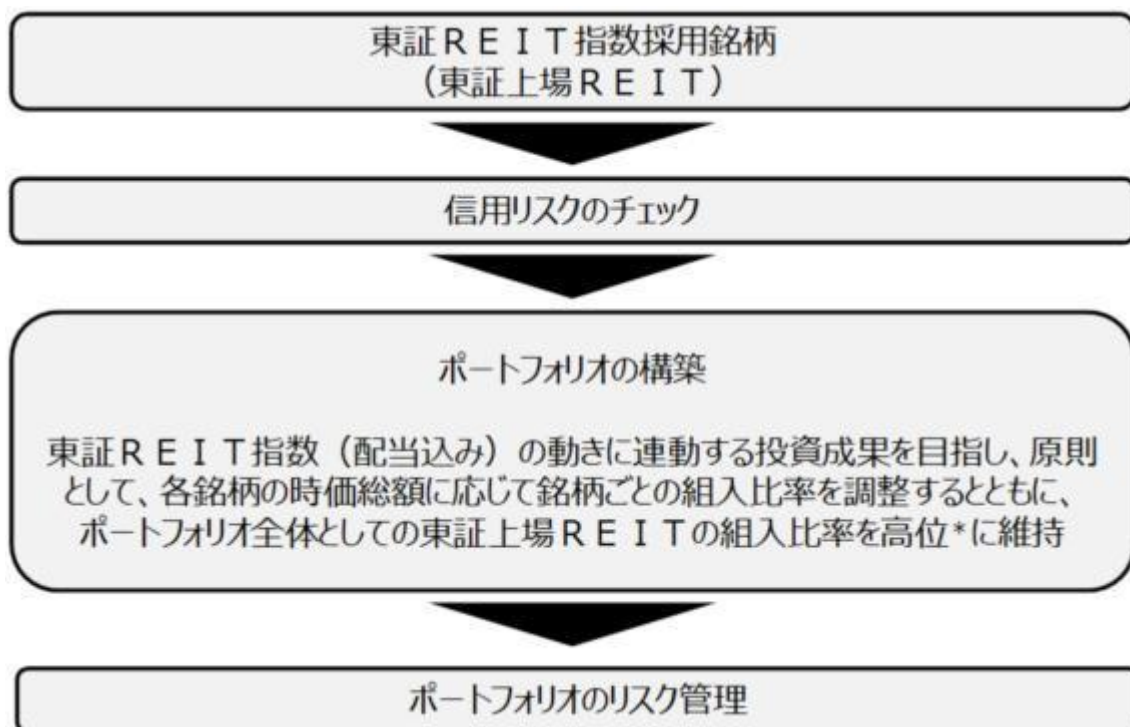 東証ＲＥＩＴ指数採用銘柄
（東証上場ＲＥＩＴ）
信用リスクのチェック
ポートフォリオの構築
東証ＲＥＩＴ指数（配当込み）の動きに連動する投資成果を目指し、原則
として、各銘柄の時価総額に応じて銘柄ごとの組入比率を調整するとともに、
ポートフォリオ全体としての東証上場ＲＥＩＴの組入比率を高位*に維持
ポートフォリオのリスク管理